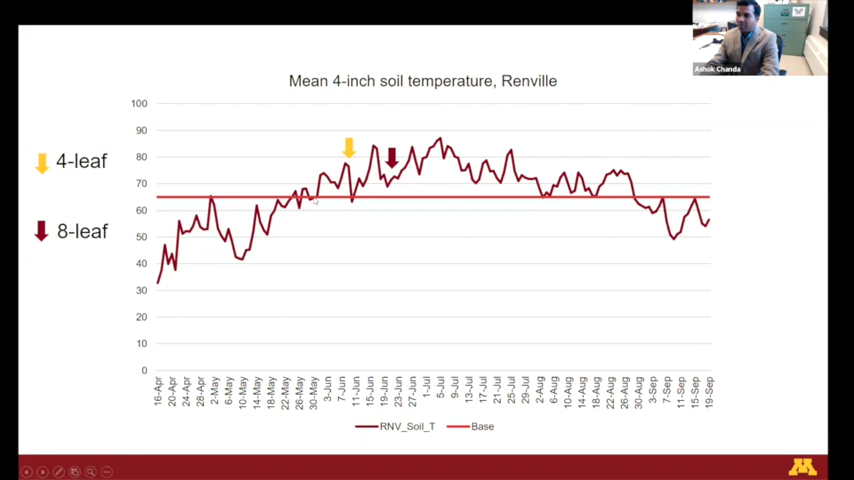 Ashok Chanda
Mean 4-inch soil temperature, Renville
4-leaf
8-leaf
100
90
80
70
60
50
40
30
20
10
0
16-Apr
20-Apr
24-Apr
28-Apr
2-May
6-May
10-May
14-May
18-May
22-May
26-May
30-May
3-Jun
7-Jun
11-Jun
15-Jun
19-Jun
23-Jun
27-Jun
1-Jul
5-Jul
9-Jul
13-Jul
17-Jul
21-Jul
25-Jul
29-Jul
2-Aug
6-Aug
10-Aug
14-Aug
18-Aug
22-Aug
26-Aug
30-Aug
3-Sep
7-Sep
11-Sep
15-Sep
19-Sep
RNV_Soil_T
Base
M